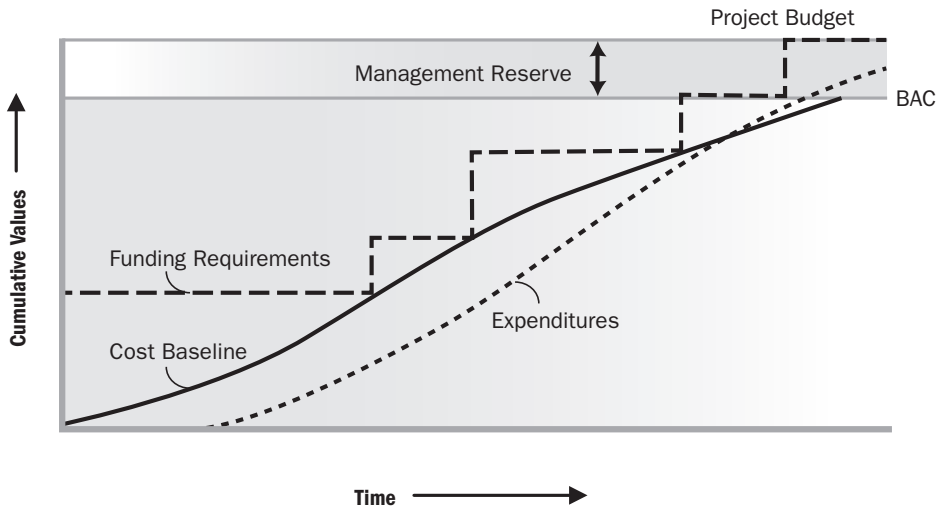 Project Budget
Management Reserve
BAC
Cumulative Values
Funding Requirements
Expenditures
Cost Baseline
Time